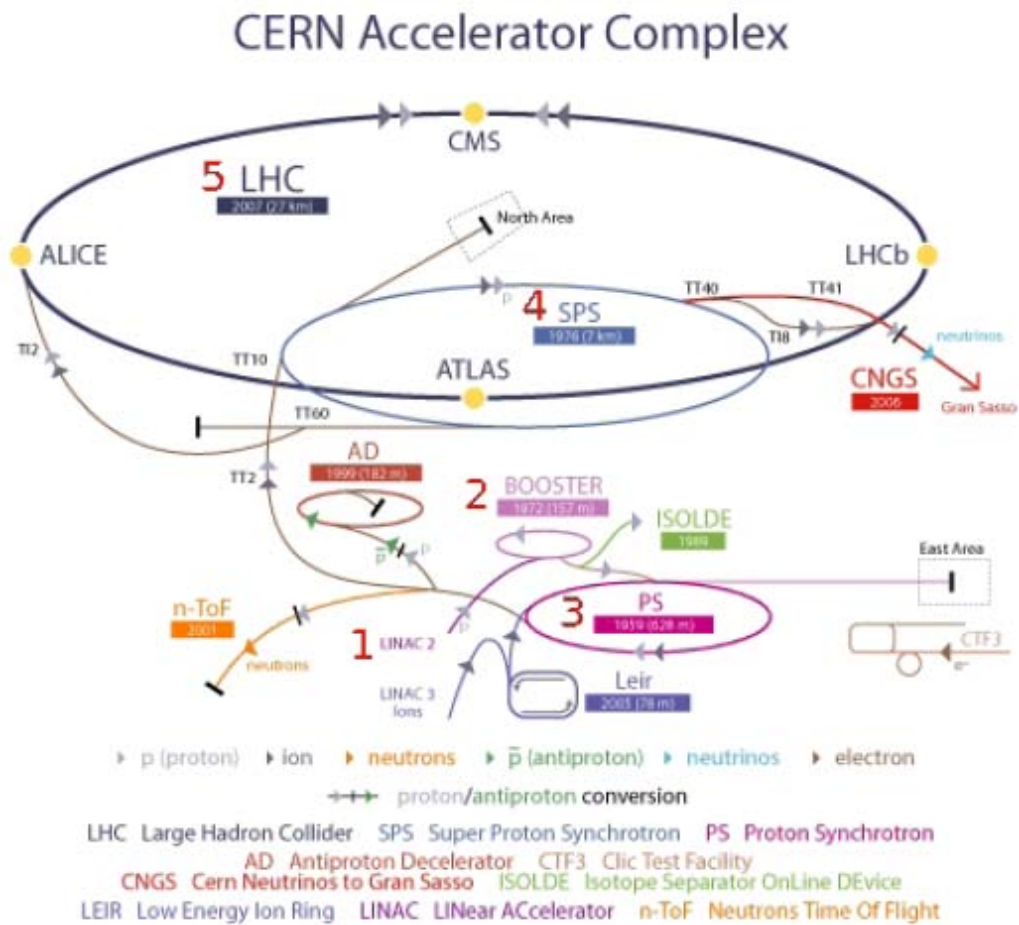 CERN Accelerator Complex
CMS
5 LHC
2007 (27 km)
North Area
ALICE
LHCb
TT40
TT41
p
4 SPS
1976 (7 km)
TI8
TI2
TT10
neutrinos
ATLAS
CNGS
2006
Gran Sasso
TT60
AD
1999 (182 m)
TT2
2 BOOSTER
1972 (157 m)
ISOLDE
1989
p
p̅
East Area
n-ToF
2001
3 PS
1959 (628 m)
p
1 LINAC 2
neutrons
CTF3
e-
LINAC 3
Ions
Leir
2005 (78 m)
p (proton) ion neutrons p̅ (antiproton) neutrinos electron
proton/antiproton conversion
LHC Large Hadron Collider SPS Super Proton Synchrotron PS Proton Synchrotron
AD Antiproton Decelerator CTF3 Clic Test Facility
CNGS Cern Neutrinos to Gran Sasso ISOLDE Isotope Separator OnLine DEvice
LEIR Low Energy Ion Ring LINAC LINear ACcelerator n-ToF Neutrons Time Of Flight